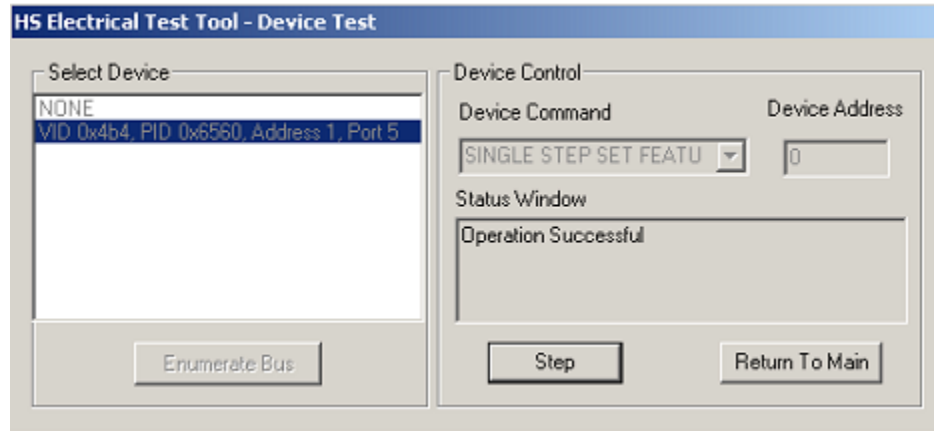 HS Electrical Test Tool - Device Test
Select Device
NONE
VID 0x4b4, PID 0x6560, Address 1, Port 5
Enumerate Bus
Device Control
Device Command
Device Address
SINGLE STEP SET FEATU
0
Status Window
Operation Successful
Step
Return To Main